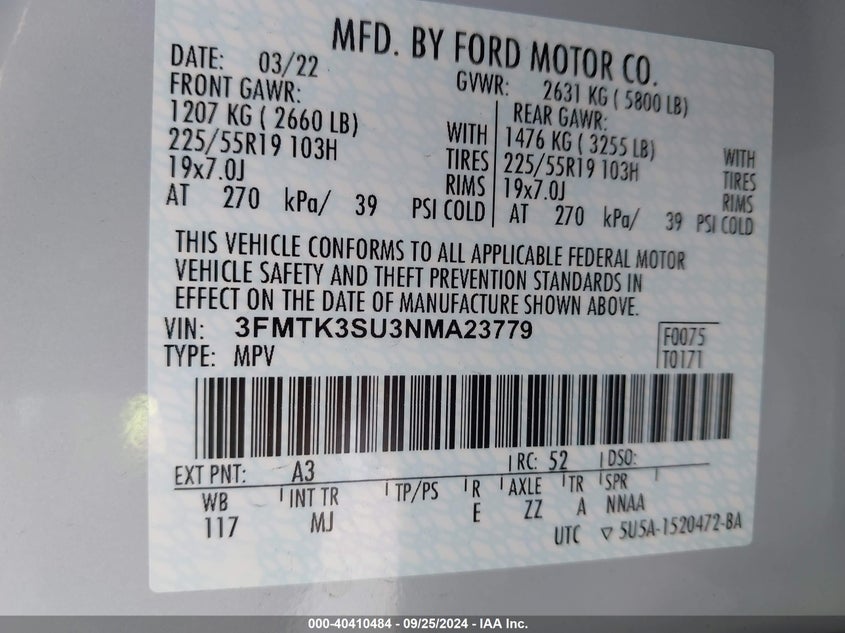 MFD. BY FORD MOTOR CO.
DATE: 03/22 GVWR: 2631 KG ( 5800 LB)
FRONT GAWR: REAR GAWR:
1207 KG ( 2660 LB) WITH 1476 KG ( 3255 LB) WITH
225/55R19 103H TIRES 225/55R19 103H TIRES
19x7.0J RIMS 19x7.0J RIMS
AT 270 kPa/ 39 PSI COLD AT 270 kPa/ 39 PSI COLD
THIS VEHICLE CONFORMS TO ALL APPLICABLE FEDERAL MOTOR
VEHICLE SAFETY AND THEFT PREVENTION STANDARDS IN
EFFECT ON THE DATE OF MANUFACTURE SHOWN ABOVE.
VIN: 3FMTK3SU3NMA23779 F0075
TYPE: MPV T0171
EXT PNT: A3 RC: 52 DSO:
WB INT TR TP/PS R AXLE TR SPR
117 MJ E ZZ A NNAA
UTC ▽ 5U5A-1520472-BA
000-40410484 - 09/25/2024 - IAA Inc.